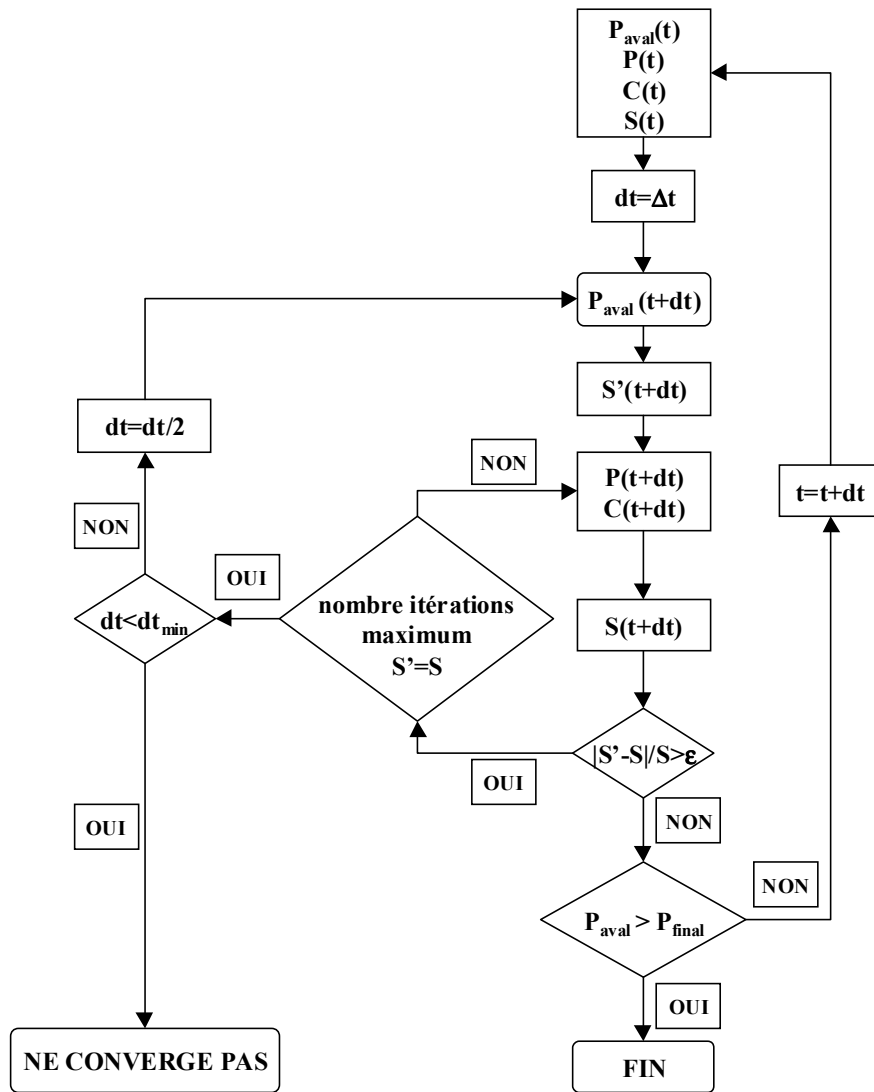 P_aval(t)
P(t)
C(t)
S(t)
dt=Δt
P_aval (t+dt)
S’(t+dt)
dt=dt/2
NON
P(t+dt)
C(t+dt)
t=t+dt
NON
OUI
dt<dt_min
nombre itérations
maximum
S’=S
S(t+dt)
|S’-S|/S>ε
OUI
NON
OUI
NON
P_aval > P_final
OUI
NE CONVERGE PAS
FIN